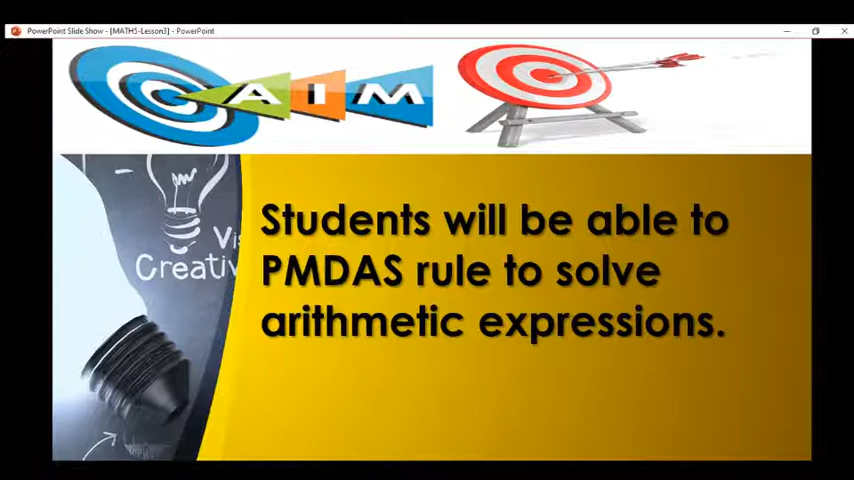 PowerPoint Slide Show - [MATH5-Lesson3] - PowerPoint
AIM
Vis
Creativ
Students will be able to
PMDAS rule to solve
arithmetic expressions.